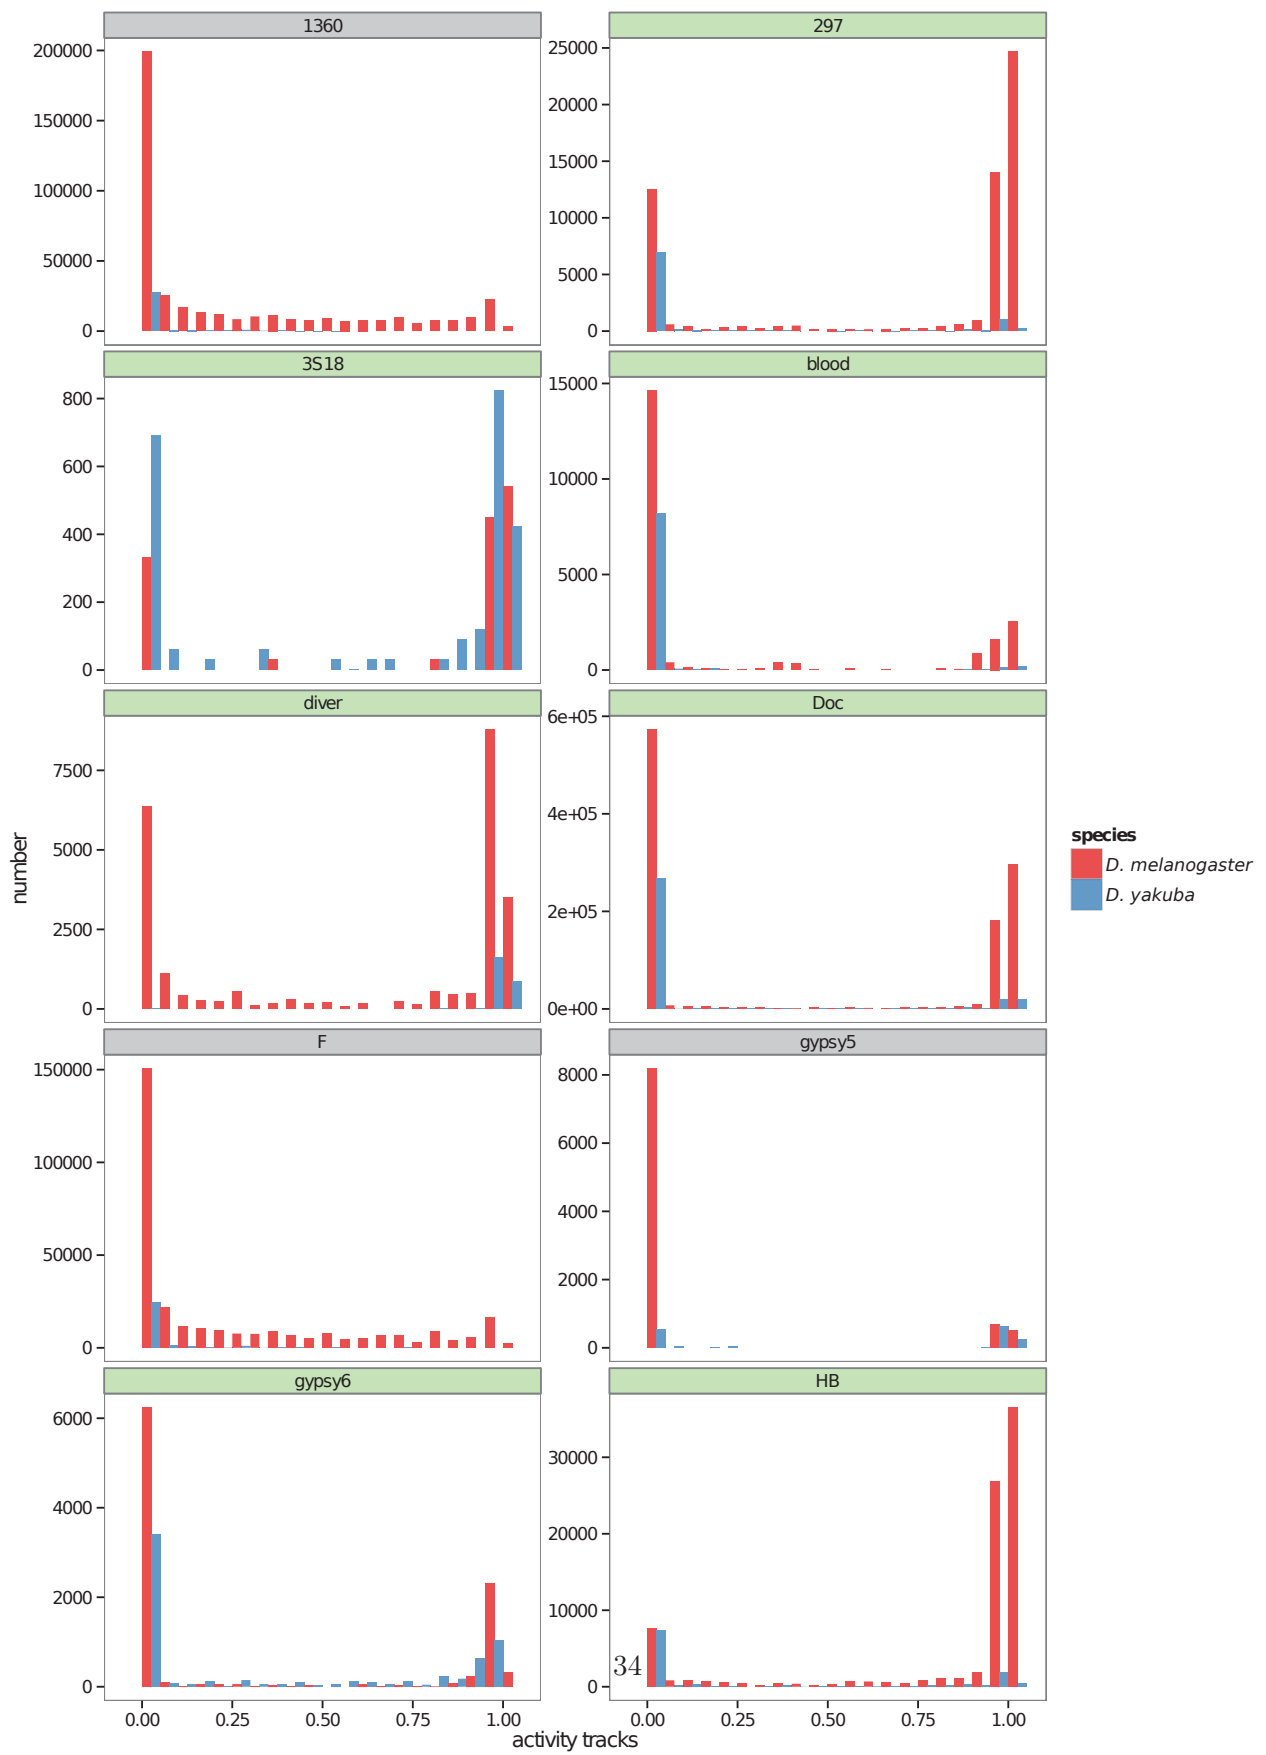 1360
200000
150000
100000
50000
0
297
25000
20000
15000
10000
5000
0
3S18
800
600
400
200
0
blood
15000
10000
5000
0
diver
7500
5000
2500
0
Doc
6e+05
4e+05
2e+05
0e+00
F
150000
100000
50000
0
gypsy5
8000
6000
4000
2000
0
gypsy6
6000
4000
2000
0
HB
30000
20000
10000
0
34
0.00 0.25 0.50 0.75 1.00
0.00 0.25 0.50 0.75 1.00
activity tracks
number
species
D. melanogaster
D. yakuba